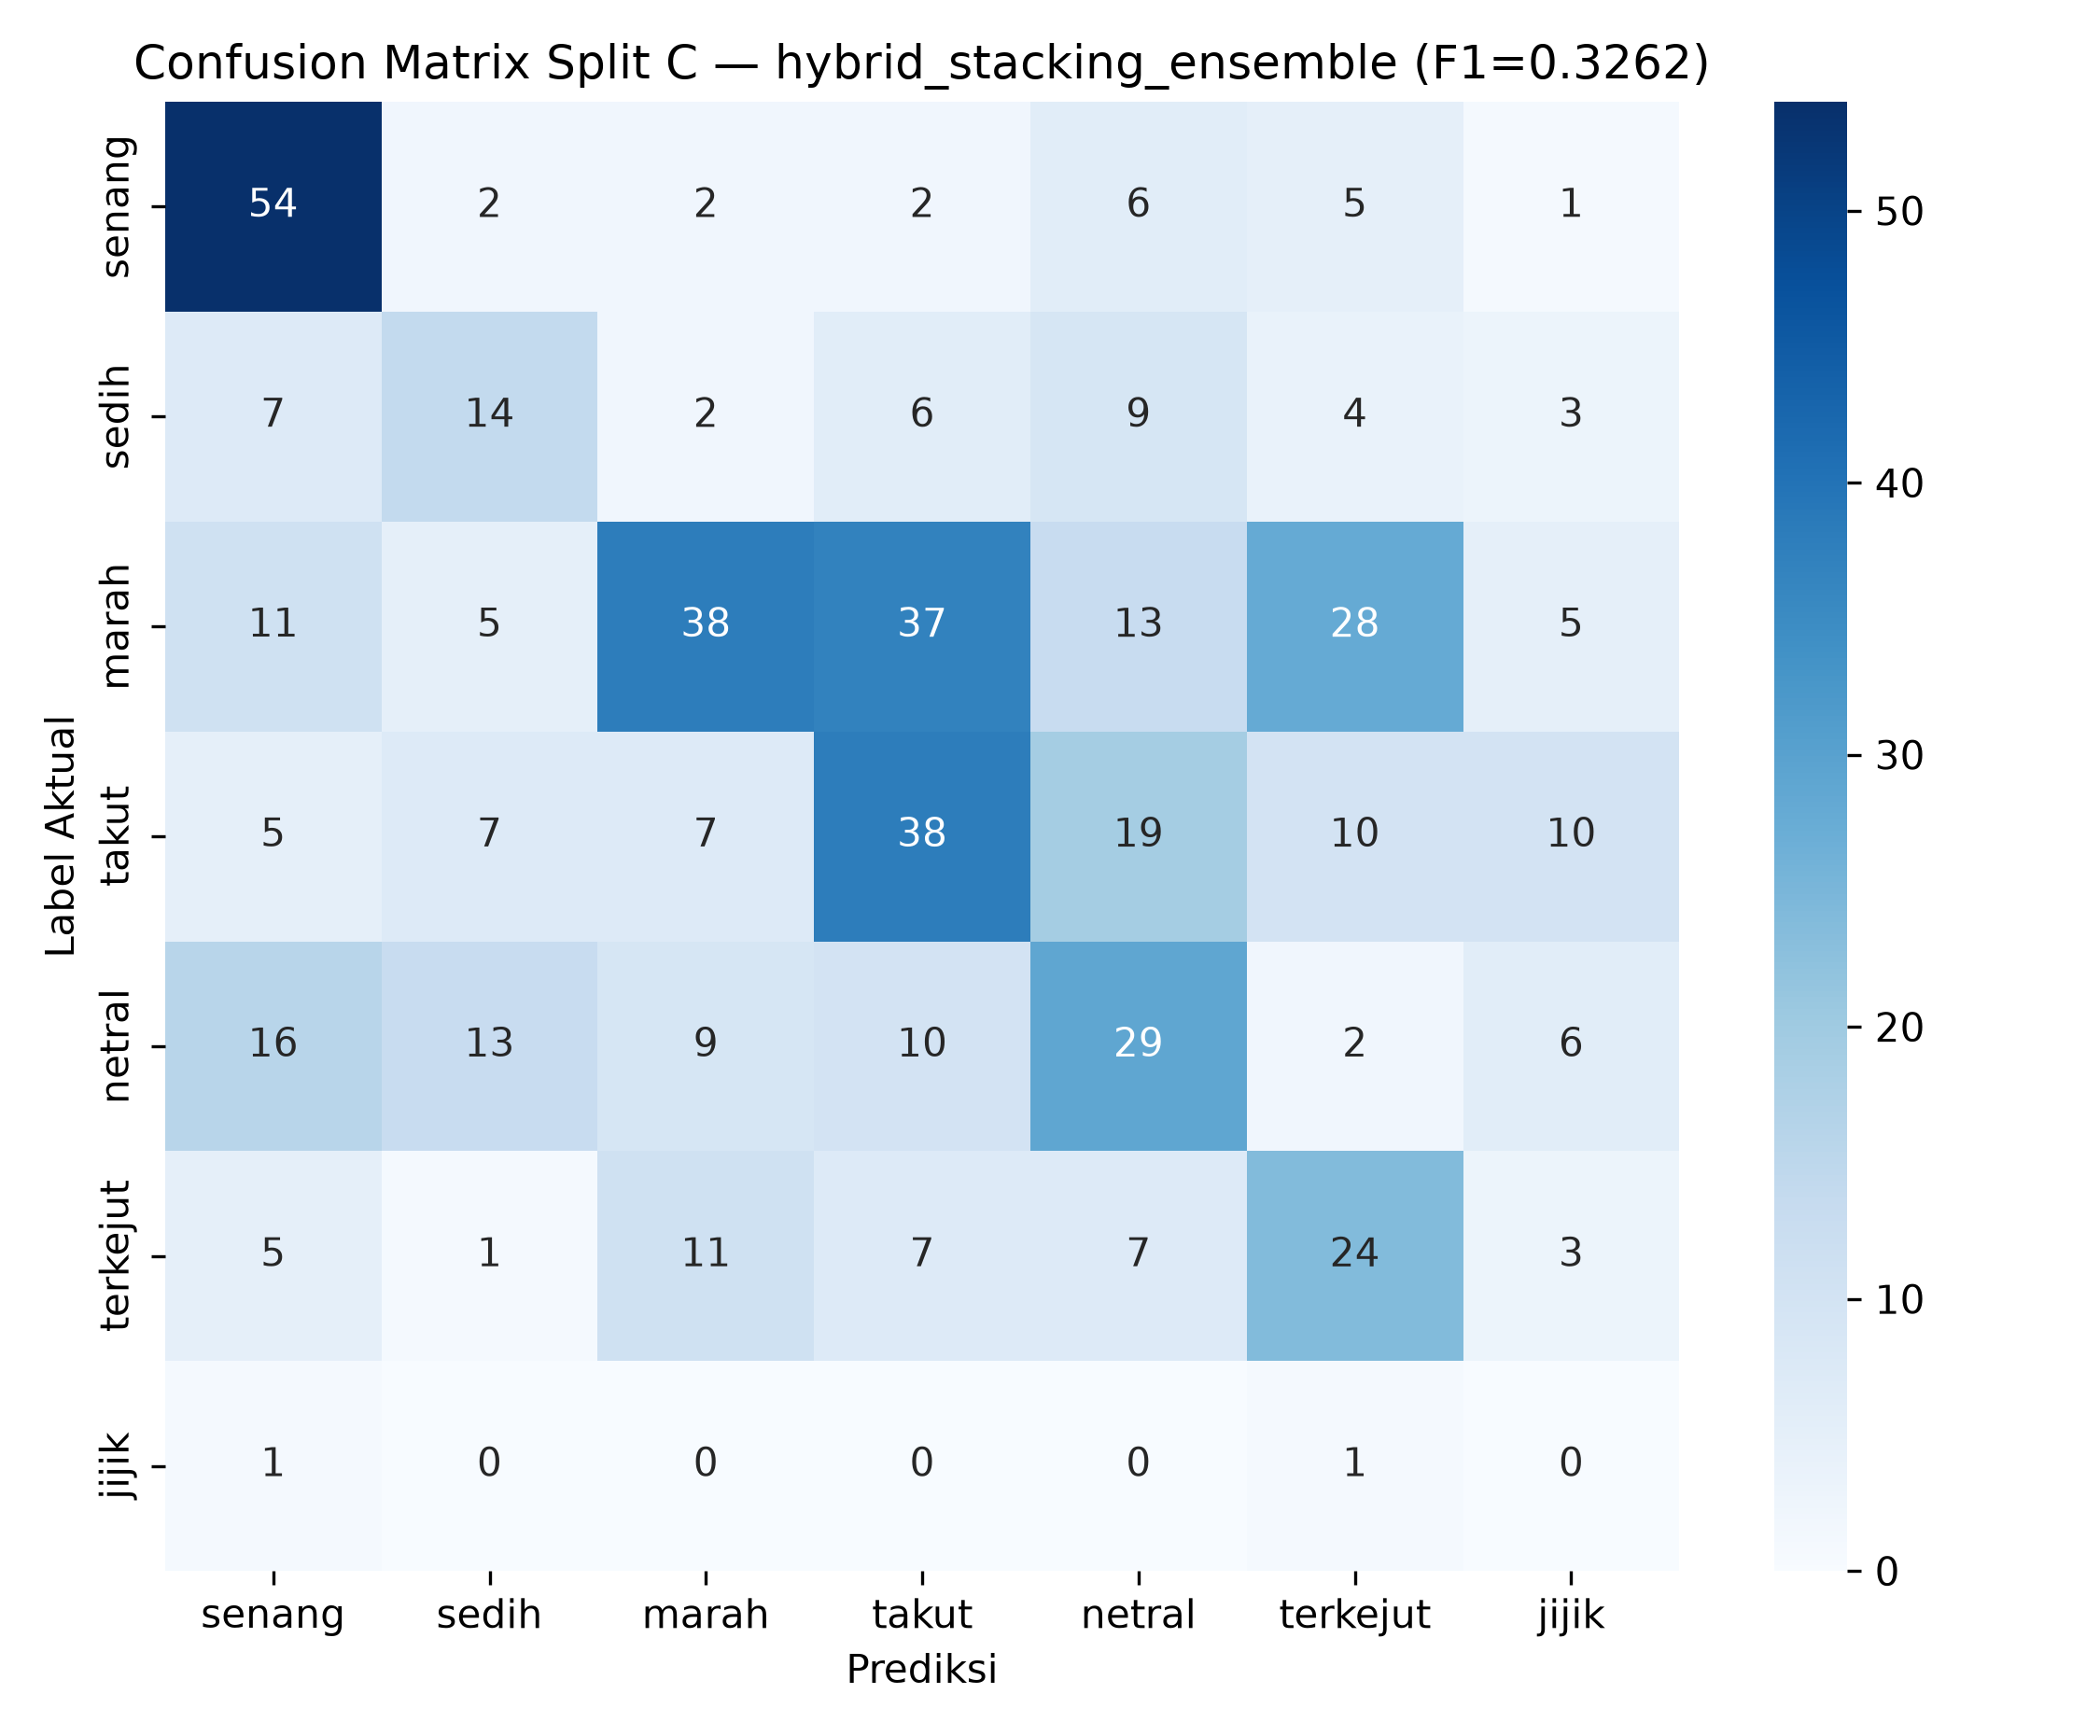 Confusion Matrix Split C — hybrid_stacking_ensemble (F1=0.3262)
senang 54 2 2 2 6 5 1
sedih 7 14 2 6 9 4 3
marah 11 5 38 37 13 28 5
takut 5 7 7 38 19 10 10
netral 16 13 9 10 29 2 6
terkejut 5 1 11 7 7 24 3
jijik 1 0 0 0 0 1 0
senang sedih marah takut netral terkejut jijik
Prediksi
Label Aktual
50
40
30
20
10
0